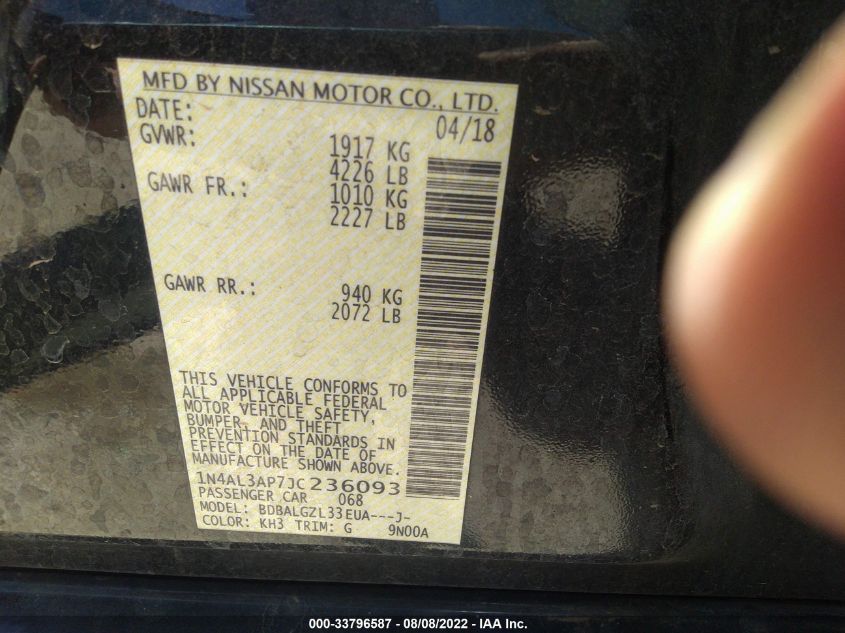 MFD BY NISSAN MOTOR CO., LTD.
DATE: 04/18
GVWR: 1917 KG
4226 LB
GAWR FR.: 1010 KG
2227 LB
GAWR RR.: 940 KG
2072 LB
THIS VEHICLE CONFORMS TO
ALL APPLICABLE FEDERAL
MOTOR VEHICLE SAFETY,
BUMPER, AND THEFT
PREVENTION STANDARDS IN
EFFECT ON THE DATE OF
MANUFACTURE SHOWN ABOVE.
1N4AL3AP7JC236093
PASSENGER CAR 068
MODEL: BDBALGZL33EUA---J-
COLOR: KH3 TRIM: G 9N00A
000-33796587 - 08/08/2022 - IAA Inc.